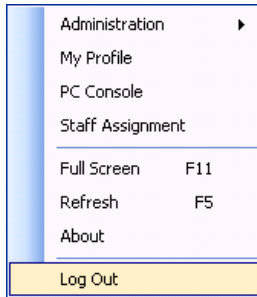 Administration
My Profile
PC Console
Staff Assignment
Full Screen F11
Refresh F5
About
Log Out